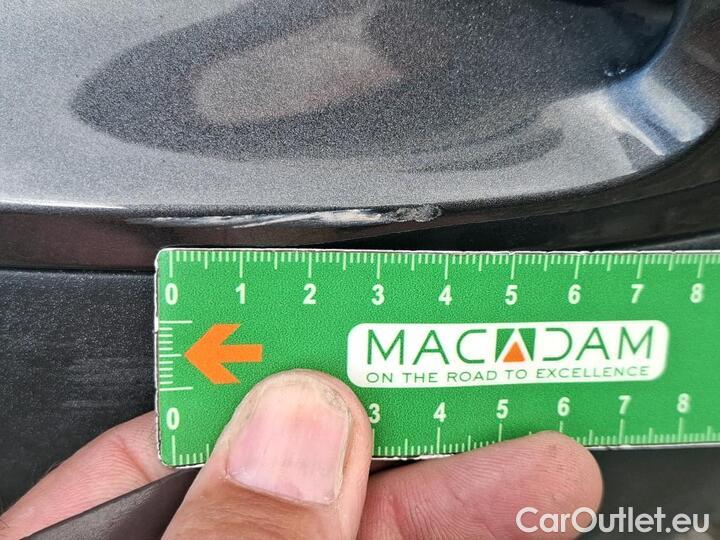 0 1 2 3 4 5 6 7 8
MACADAM
ON THE ROAD TO EXCELLENCE
0 3 4 5 6 7 8
CarOutlet.eu